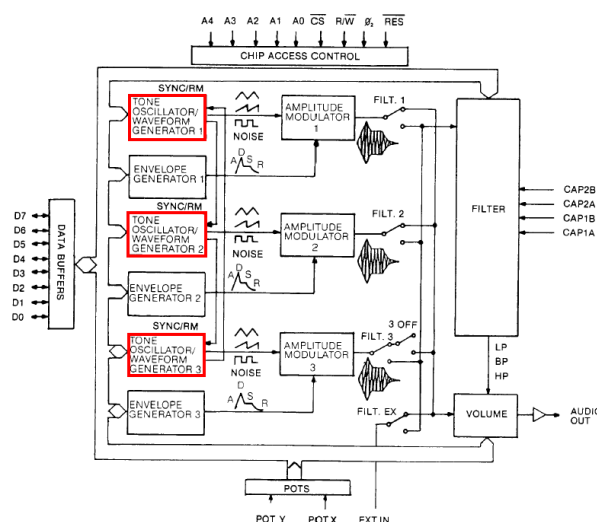 A4 A3 A2 A1 A0 CS R/W Ø₂ RES
CHIP ACCESS CONTROL
SYNC/RM
TONE
OSCILLATOR/
WAVEFORM
GENERATOR 1
NOISE
AMPLITUDE
MODULATOR
1
FILT. 1
ENVELOPE
GENERATOR 1
A D S R
SYNC/RM
TONE
OSCILLATOR/
WAVEFORM
GENERATOR 2
NOISE
AMPLITUDE
MODULATOR
2
FILT. 2
ENVELOPE
GENERATOR 2
A D S R
SYNC/RM
TONE
OSCILLATOR/
WAVEFORM
GENERATOR 3
NOISE
AMPLITUDE
MODULATOR
3
FILT. 3
3 OFF
ENVELOPE
GENERATOR 3
A D S R
FILT. EX
D7
D6
D5
D4
D3
D2
D1
D0
DATA BUFFERS
FILTER
CAP2B
CAP2A
CAP1B
CAP1A
LP
BP
HP
VOLUME
AUDIO
OUT
POTS
POT Y POT X EXT IN